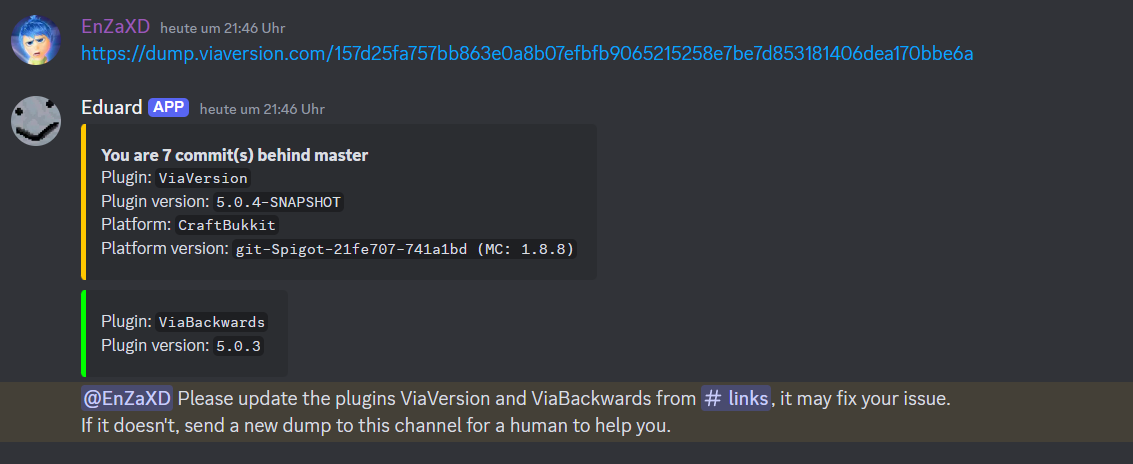 EnZaXD heute um 21:46 Uhr
https://dump.viaversion.com/157d25fa757bb863e0a8b07efbfb9065215258e7be7d853181406dea170bbe6a
Eduard APP heute um 21:46 Uhr
You are 7 commit(s) behind master
Plugin: ViaVersion
Plugin version: 5.0.4-SNAPSHOT
Platform: CraftBukkit
Platform version: git-Spigot-21fe707-741a1bd (MC: 1.8.8)
Plugin: ViaBackwards
Plugin version: 5.0.3
@EnZaXD Please update the plugins ViaVersion and ViaBackwards from # links, it may fix your issue.
If it doesn't, send a new dump to this channel for a human to help you.